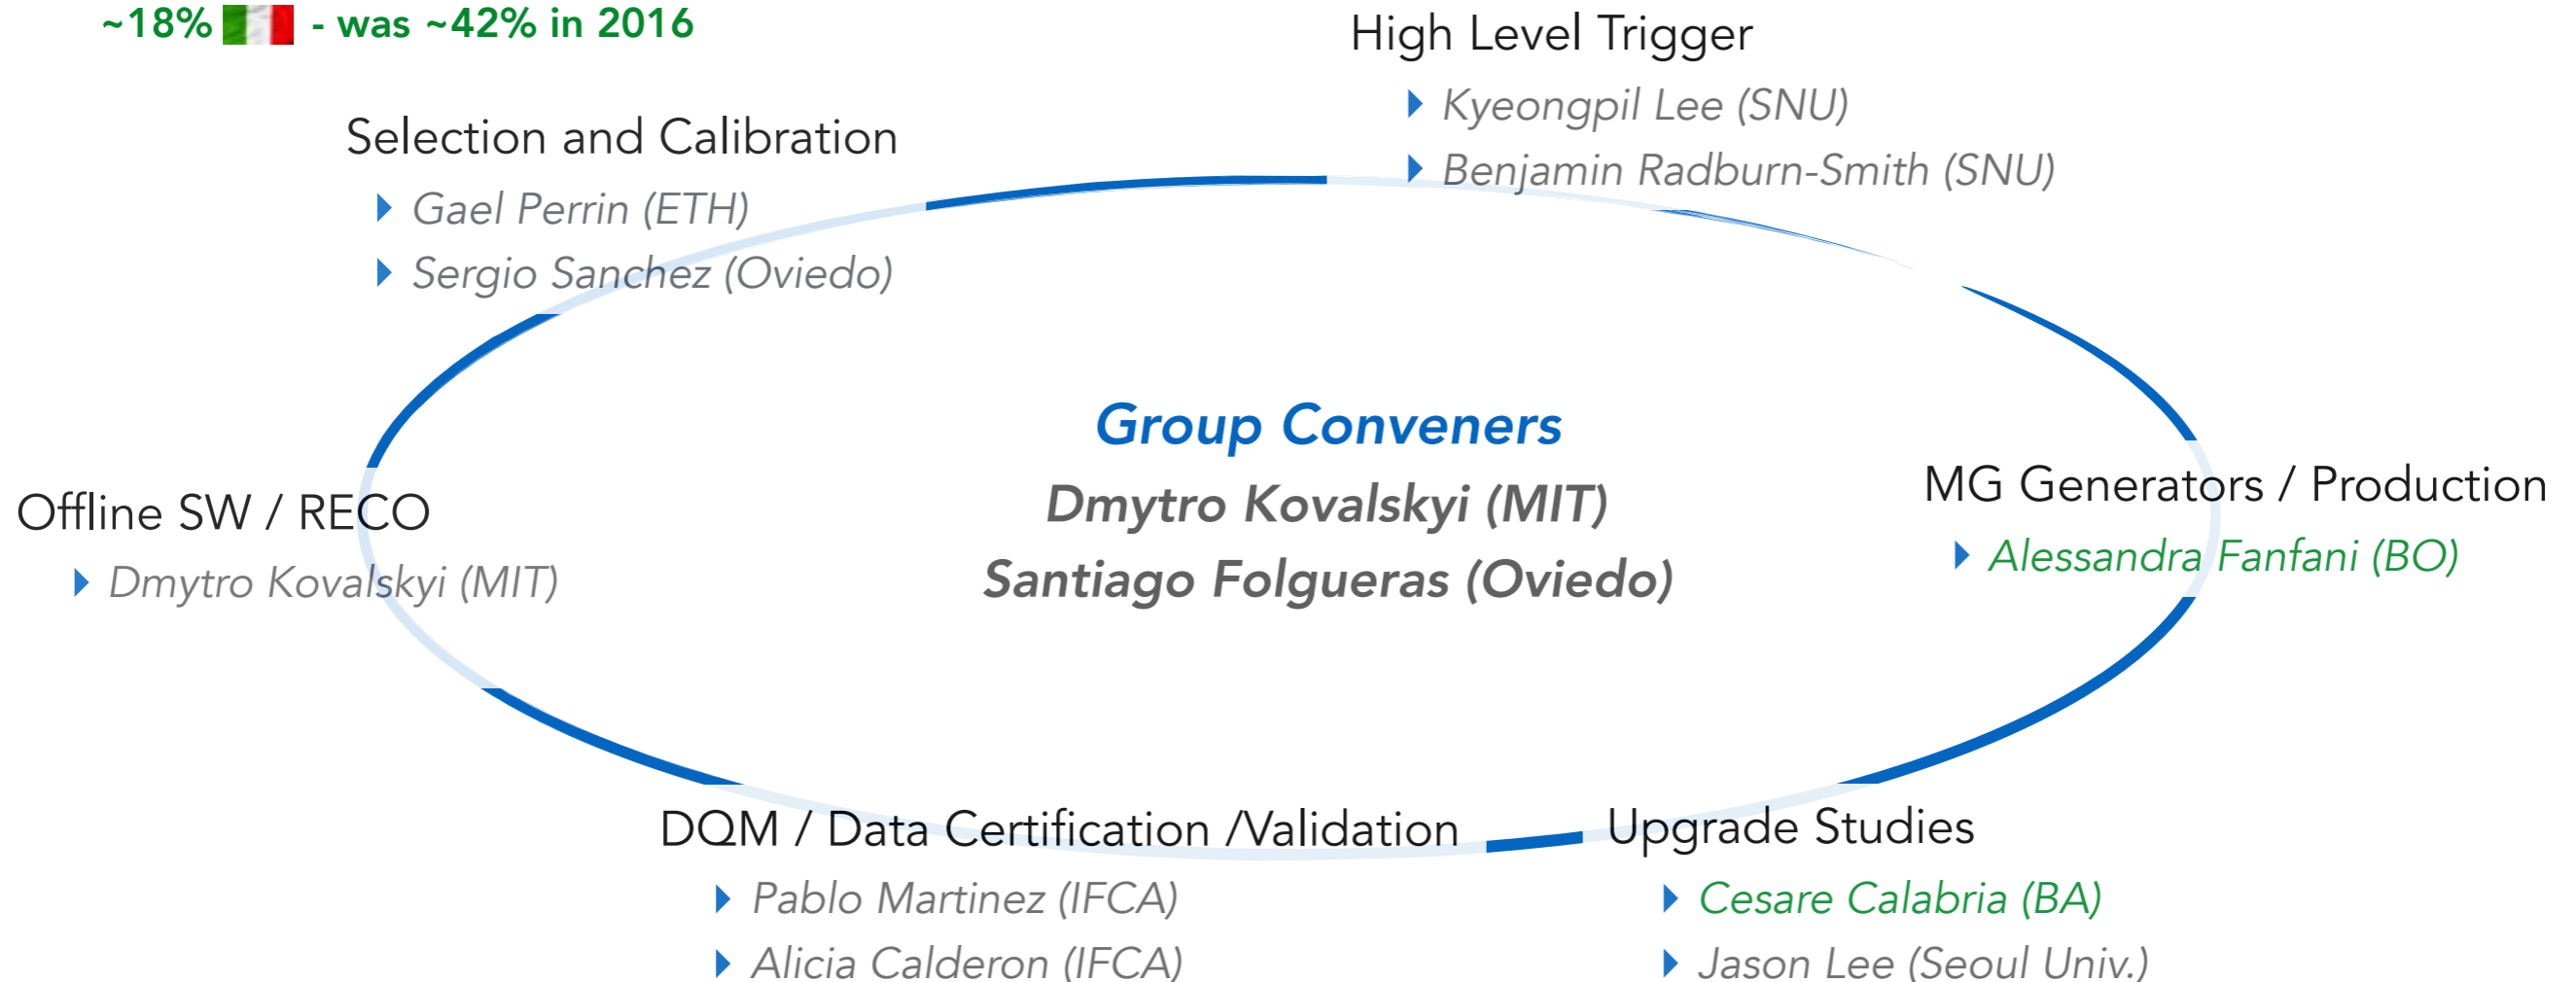 ~18% - was ~42% in 2016
High Level Trigger
Kyeongpil Lee (SNU)
Benjamin Radburn-Smith (SNU)
Selection and Calibration
Gael Perrin (ETH)
Sergio Sanchez (Oviedo)
Group Conveners
Dmytro Kovalskyi (MIT)
Santiago Folgueras (Oviedo)
Offline SW / RECO
Dmytro Kovalskyi (MIT)
MG Generators / Production
Alessandra Fanfani (BO)
DQM / Data Certification /Validation
Pablo Martinez (IFCA)
Alicia Calderon (IFCA)
Upgrade Studies
Cesare Calabria (BA)
Jason Lee (Seoul Univ.)